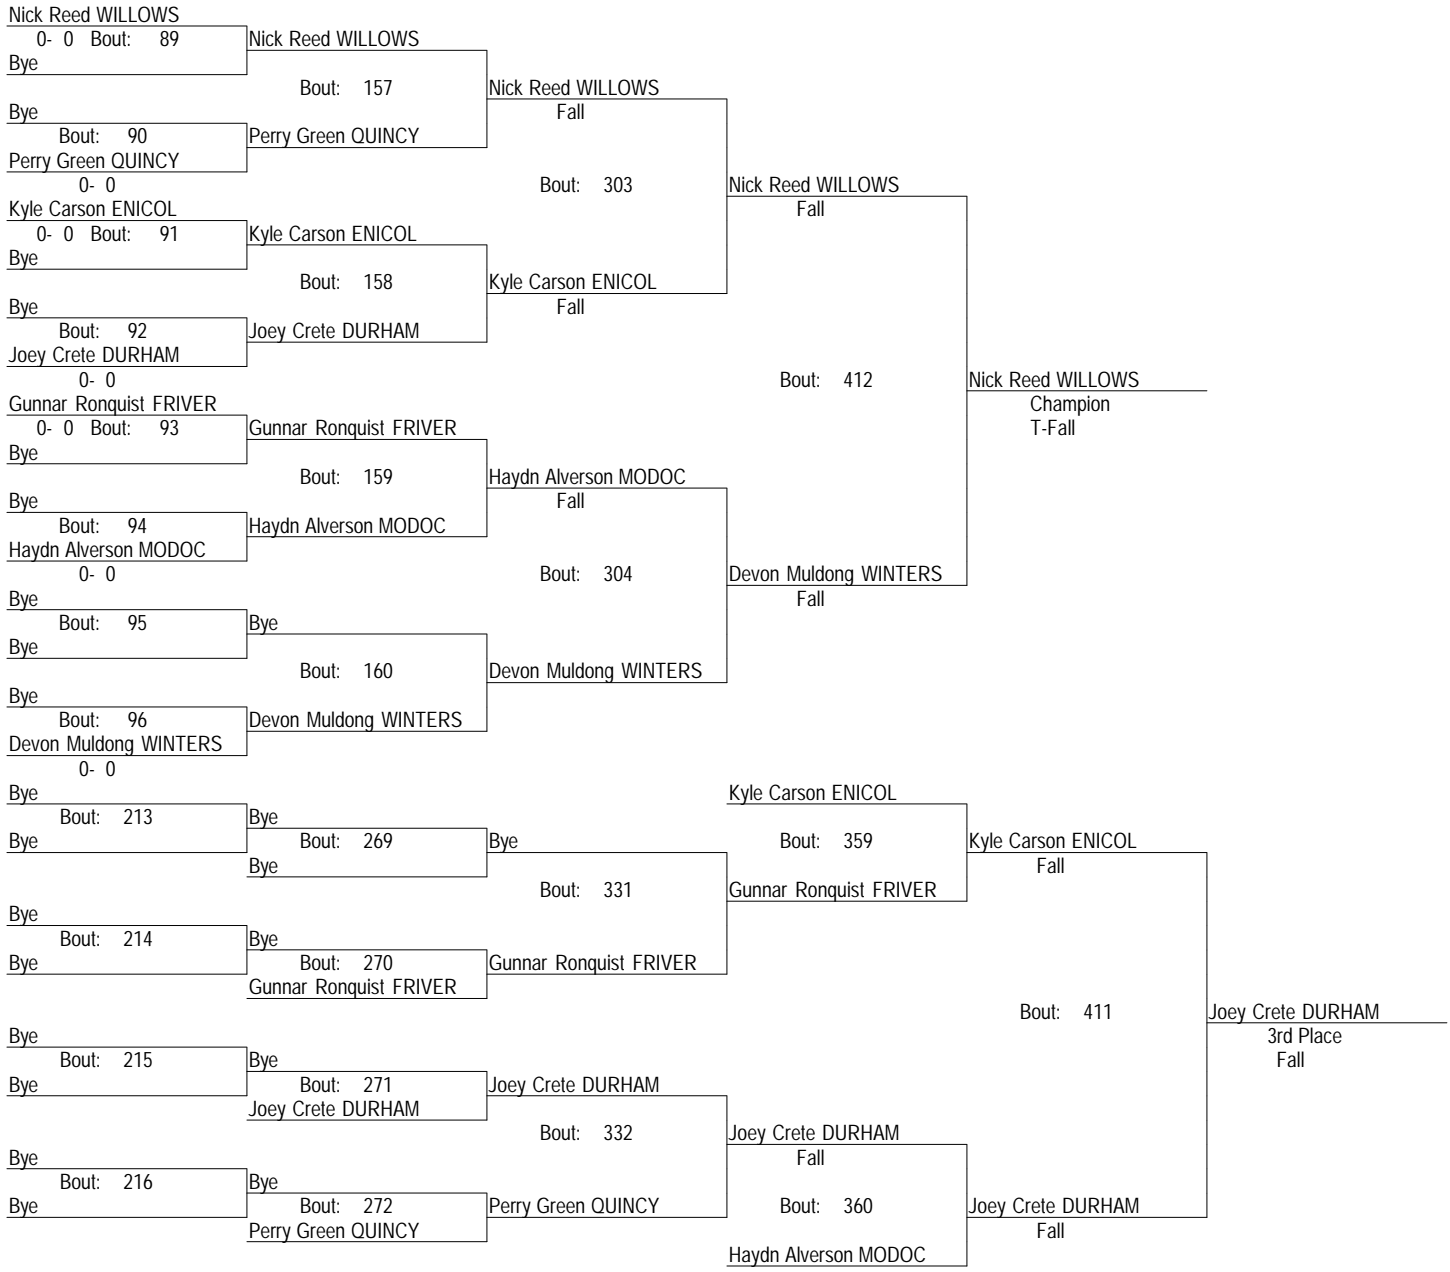 Nick Reed WILLOWS
0- 0 Bout: 89 Nick Reed WILLOWS
Bye
Bout: 157 Nick Reed WILLOWS
Bye Fall
Bout: 90 Perry Green QUINCY
Perry Green QUINCY
0- 0 Bout: 303 Nick Reed WILLOWS
Kyle Carson ENICOL Fall
0- 0 Bout: 91 Kyle Carson ENICOL
Bye
Bout: 158 Kyle Carson ENICOL
Bye Fall
Bout: 92 Joey Crete DURHAM
Joey Crete DURHAM
0- 0 Bout: 412 Nick Reed WILLOWS
Gunnar Ronquist FRIVER Champion
0- 0 Bout: 93 Gunnar Ronquist FRIVER T-Fall
Bye
Bout: 159 Haydn Alverson MODOC
Bye Fall
Bout: 94 Haydn Alverson MODOC
Haydn Alverson MODOC
0- 0 Bout: 304 Devon Muldong WINTERS
Bye Fall
Bout: 95 Bye
Bye
Bout: 160 Devon Muldong WINTERS
Bye
Bout: 96 Devon Muldong WINTERS
Devon Muldong WINTERS
0- 0
Bye Kyle Carson ENICOL
Bout: 213 Bye
Bye Bout: 269 Bye Bout: 359 Kyle Carson ENICOL
Bye Fall
Bout: 331 Gunnar Ronquist FRIVER
Bye
Bout: 214 Bye
Bye Bout: 270 Gunnar Ronquist FRIVER
Gunnar Ronquist FRIVER
Bout: 411 Joey Crete DURHAM
Bye 3rd Place
Bout: 215 Bye Fall
Bye Bout: 271 Joey Crete DURHAM
Joey Crete DURHAM
Bout: 332 Joey Crete DURHAM
Bye Fall
Bout: 216 Bye
Bye Bout: 272 Perry Green QUINCY Bout: 360 Joey Crete DURHAM
Perry Green QUINCY Fall
Haydn Alverson MODOC